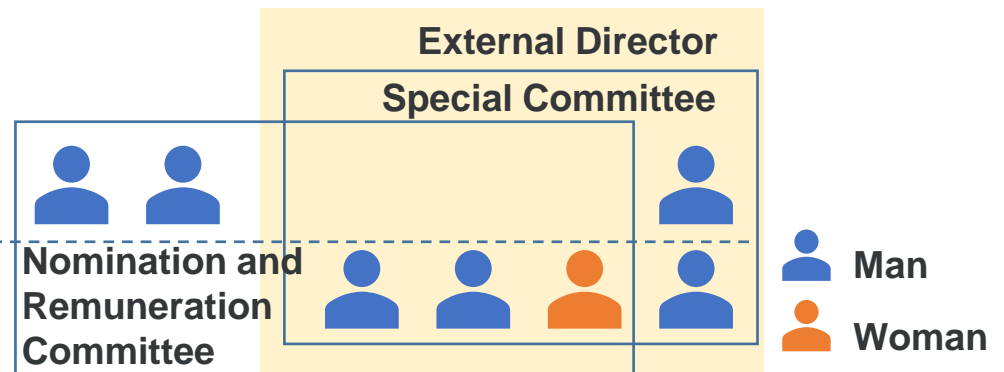 External Director
Special Committee
Nomination and
Remuneration
Committee
Man
Woman